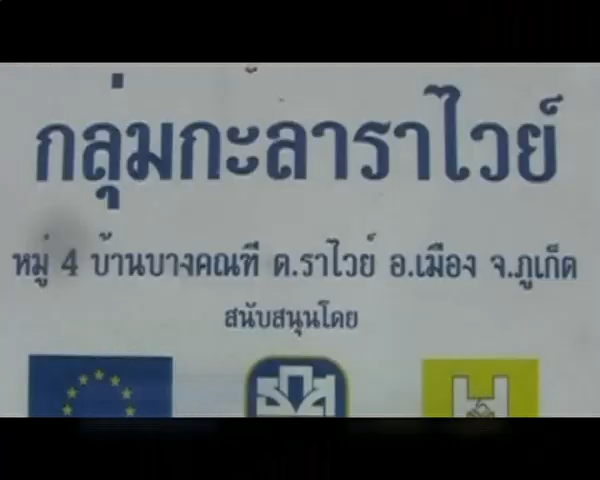 กลุ่มกะลาราไวย์
หมู่ 4 บ้านบางคณฑี ต.ราไวย์ อ.เมือง จ.ภูเก็ต
สนับสนุนโดย